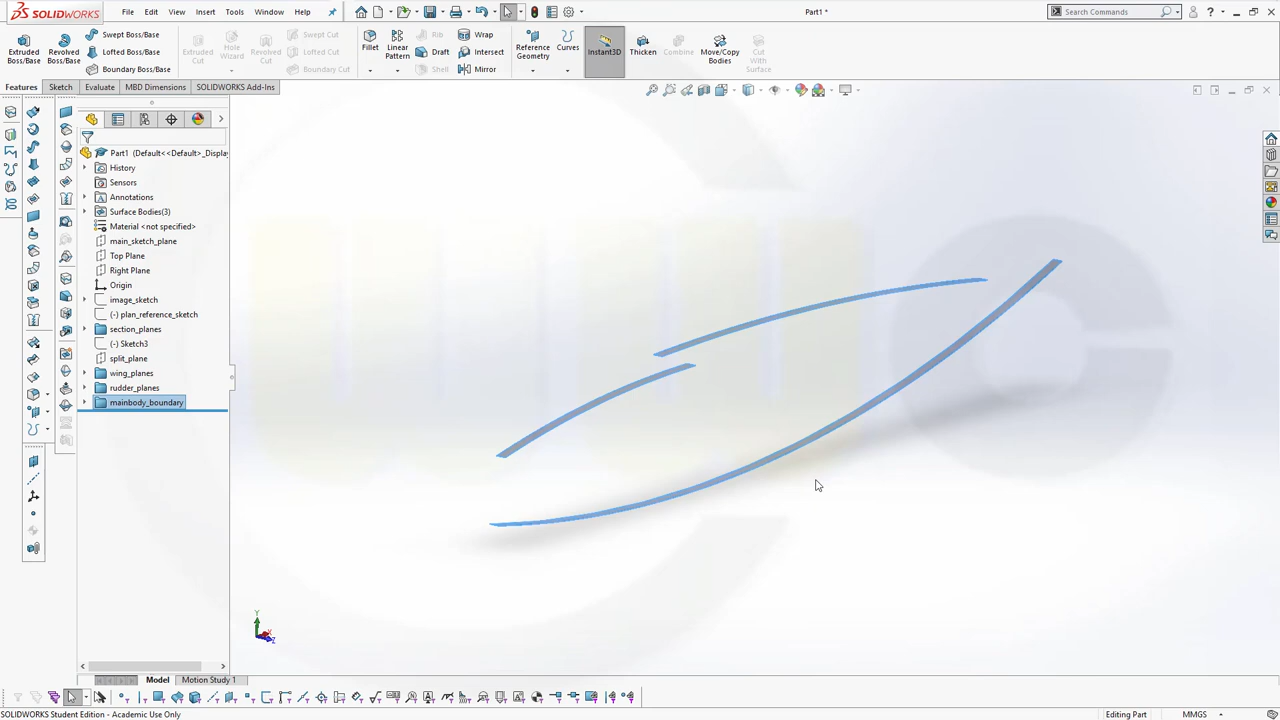 SOLIDWORKS
File
Edit
View
Insert
Tools
Window
Help
Part1 *
Search Commands
Extruded Boss/Base
Revolved Boss/Base
Swept Boss/Base
Lofted Boss/Base
Boundary Boss/Base
Extruded Cut
Hole Wizard
Revolved Cut
Swept Cut
Lofted Cut
Boundary Cut
Fillet
Linear Pattern
Rib
Draft
Shell
Wrap
Intersect
Mirror
Reference Geometry
Curves
Instant3D
Thicken
Combine
Move/Copy Bodies
Cut With Surface
Features
Sketch
Evaluate
MBD Dimensions
SOLIDWORKS Add-Ins
Part1 (Default<<Default>_Displa
History
Sensors
Annotations
Surface Bodies(3)
Material <not specified>
main_sketch_plane
Top Plane
Right Plane
Origin
image_sketch
(-) plan_reference_sketch
section_planes
(-) Sketch3
split_plane
wing_planes
rudder_planes
mainbody_boundary
Y
X
Z
Model
Motion Study 1
SOLIDWORKS Student Edition - Academic Use Only
Editing Part
MMGS